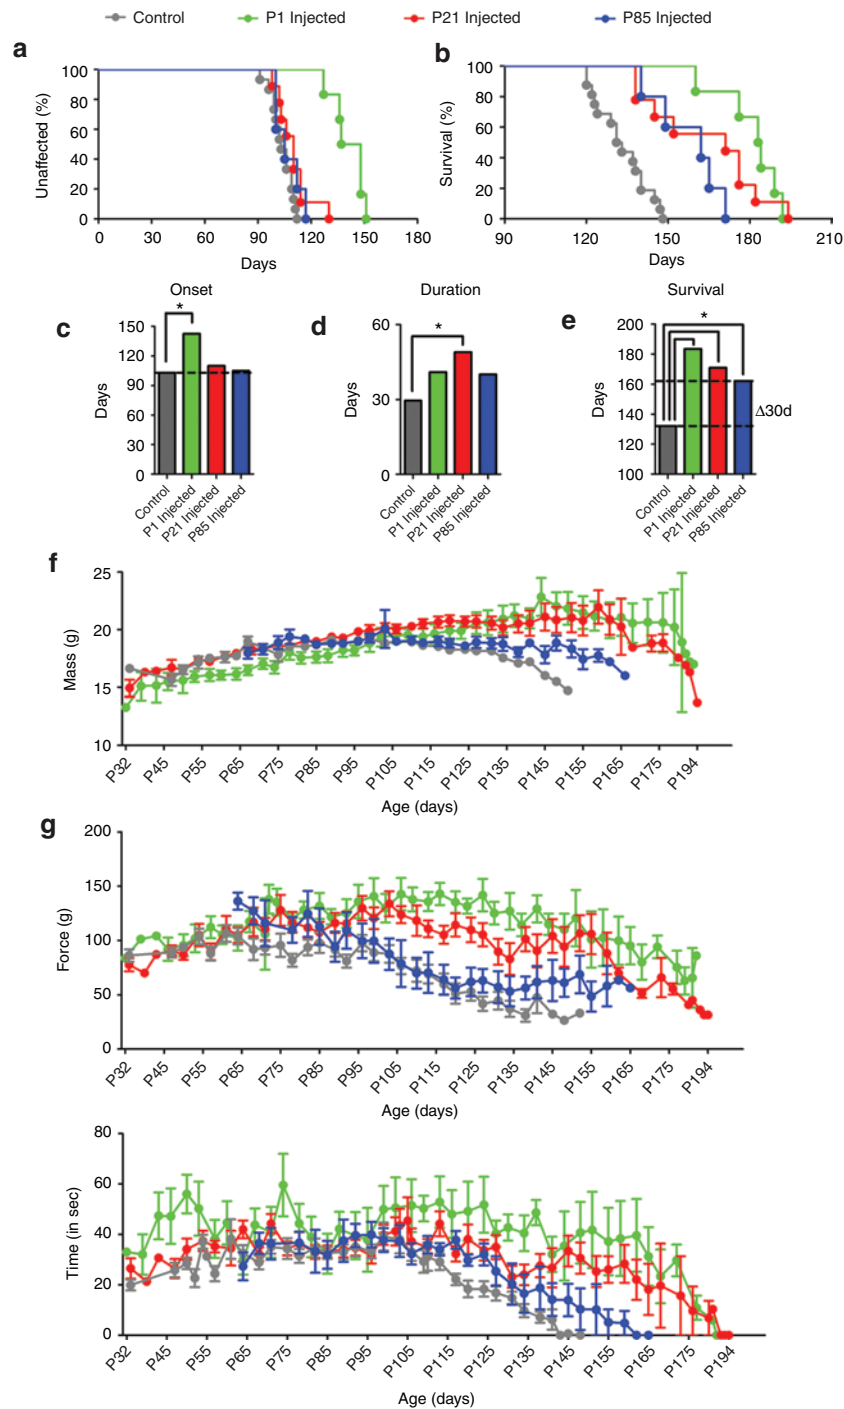 Control P1 Injected P21 Injected P85 Injected
a
Unaffected (%)
100
80
60
40
20
0
0 30 60 90 120 150 180
Days
b
Survival (%)
100
80
60
40
20
0
90 120 150 180 210
Days
c
Onset
*
Days
150
120
90
60
30
0
Control P1 Injected P21 Injected P85 Injected
d
Duration
*
Days
60
30
0
Control P1 Injected P21 Injected P85 Injected
e
Survival
*
Days
200
180
160
140
120
100
Δ30d
Control P1 Injected P21 Injected P85 Injected
f
Mass (g)
25
20
15
10
P32 P45 P55 P65 P75 P85 P95 P105 P115 P125 P135 P145 P155 P165 P175 P194
Age (days)
g
Force (g)
200
150
100
50
0
P32 P45 P55 P65 P75 P85 P95 P105 P115 P125 P135 P145 P155 P165 P175 P194
Age (days)
Time (in sec)
80
60
40
20
0
P32 P45 P55 P65 P75 P85 P95 P105 P115 P125 P135 P145 P155 P165 P175 P194
Age (days)